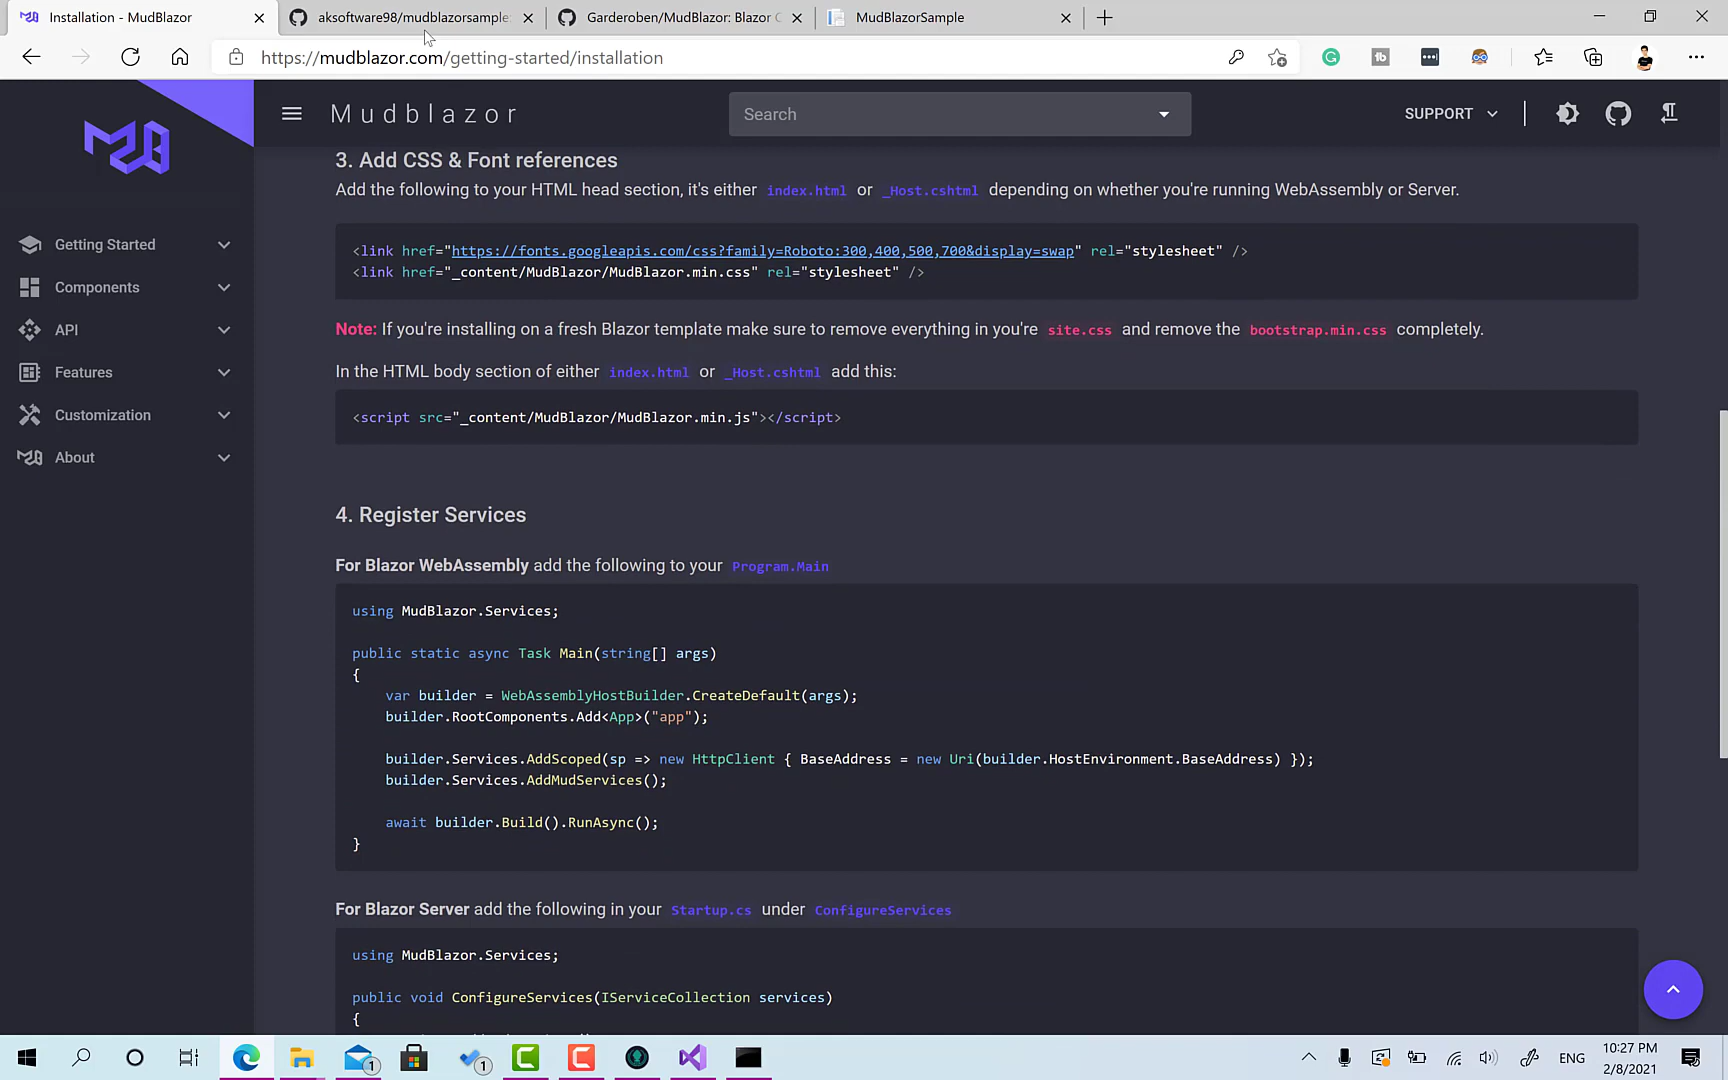 Installation - MudBlazor
aksoftware98/mudblazorsample:
Garderoben/MudBlazor: Blazor C
MudBlazorSample
https://mudblazor.com/getting-started/installation
Mudblazor
Search
SUPPORT
Getting Started
Components
API
Features
Customization
About
3. Add CSS & Font references
Add the following to your HTML head section, it's either index.html or _Host.cshtml depending on whether you're running WebAssembly or Server.
<link href="https://fonts.googleapis.com/css?family=Roboto:300,400,500,700&display=swap" rel="stylesheet" />
<link href="_content/MudBlazor/MudBlazor.min.css" rel="stylesheet" />
Note: If you're installing on a fresh Blazor template make sure to remove everything in you're site.css and remove the bootstrap.min.css completely.
In the HTML body section of either index.html or _Host.cshtml add this:
<script src="_content/MudBlazor/MudBlazor.min.js"></script>
4. Register Services
For Blazor WebAssembly add the following to your Program.Main
using MudBlazor.Services;
public static async Task Main(string[] args)
{
var builder = WebAssemblyHostBuilder.CreateDefault(args);
builder.RootComponents.Add<App>("app");
builder.Services.AddScoped(sp => new HttpClient { BaseAddress = new Uri(builder.HostEnvironment.BaseAddress) });
builder.Services.AddMudServices();
await builder.Build().RunAsync();
}
For Blazor Server add the following in your Startup.cs under ConfigureServices
using MudBlazor.Services;
public void ConfigureServices(IServiceCollection services)
{
1
1
ENG
10:27 PM
2/8/2021